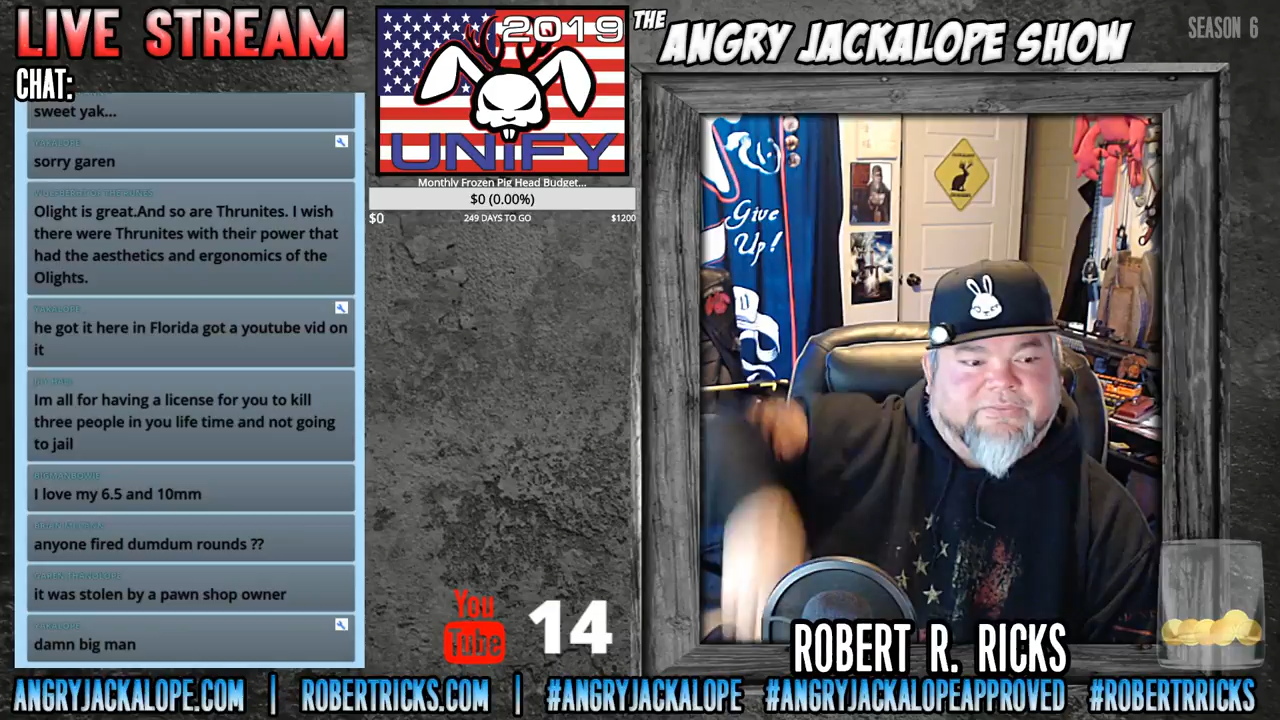 LIVE STREAM
CHAT:
sweet yak...
YAKALOPE
sorry garen
Olight is great.And so are Thrunites. I wish
there were Thrunites with their power that
had the aesthetics and ergonomics of the
Olights.
YAKALOPE
he got it here in Florida got a youtube vid on
it
Im all for having a license for you to kill
three people in you life time and not going
to jail
BIGMANBOWIE
I love my 6.5 and 10mm
anyone fired dumdum rounds ??
it was stolen by a pawn shop owner
YAKALOPE
damn big man
2019
UNIFY
Monthly Frozen Pig Head Budget...
$0 (0.00%)
$0
249 DAYS TO GO
$1200
THE ANGRY JACKALOPE SHOW
SEASON 6
Give
Up!
You
Tube
14
ROBERT R. RICKS
ANGRYJACKALOPE.COM | ROBERTRICKS.COM | #ANGRYJACKALOPE #ANGRYJACKALOPEAPPROVED #ROBERTRRICKS